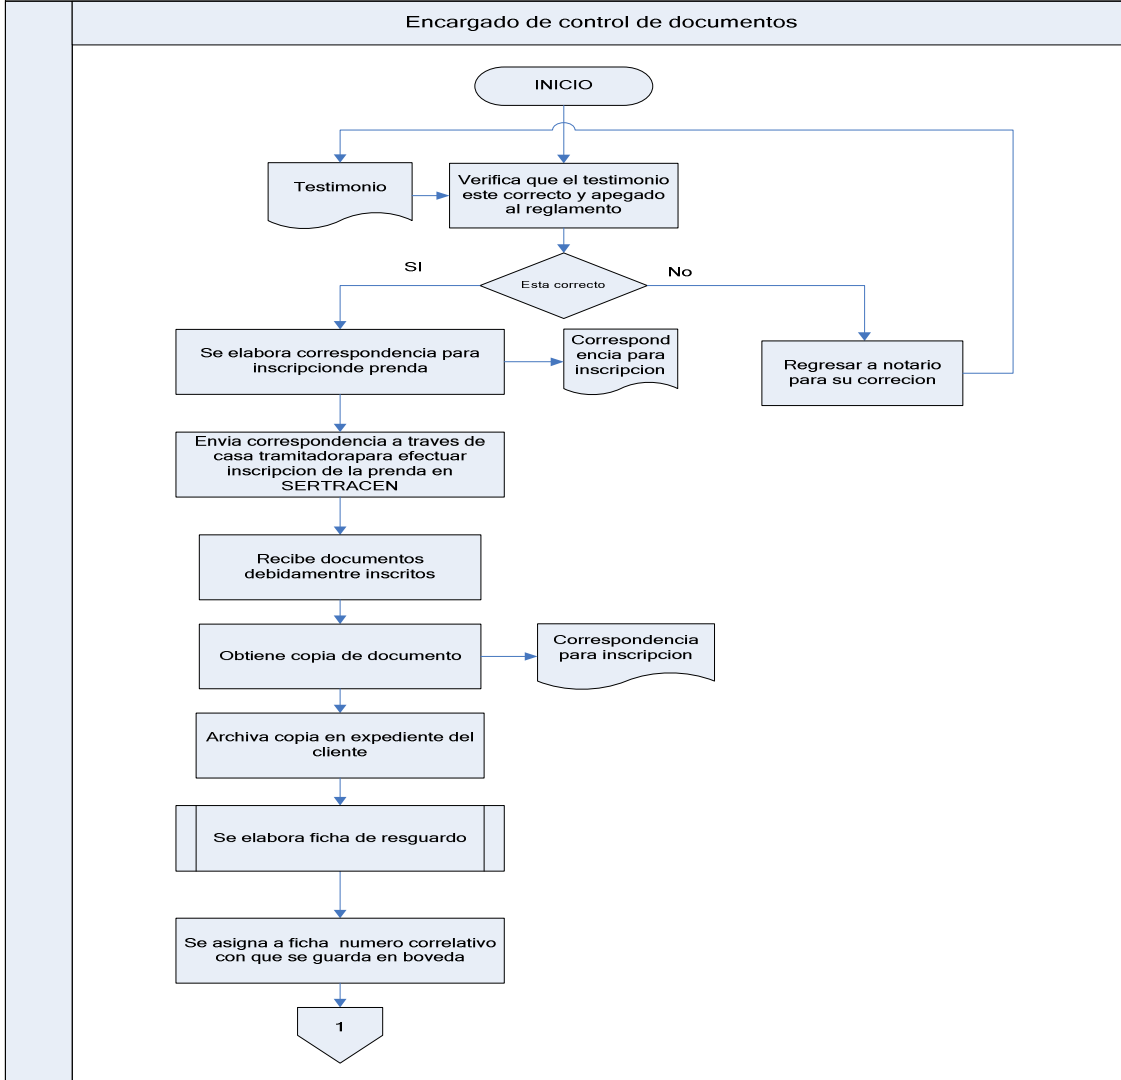 Encargado de control de documentos
INICIO
Testimonio
Verifica que el testimonio
este correcto y apegado
al reglamento
SI
Esta correcto
No
Se elabora correspondencia para
inscripcionde prenda
Correspond
encia para
inscripcion
Regresar a notario
para su correcion
Envia correspondencia a traves de
casa tramitadorapara efectuar
inscripcion de la prenda en
SERTRACEN
Recibe documentos
debidamentre inscritos
Obtiene copia de documento
Correspondencia
para inscripcion
Archiva copia en expediente del
cliente
Se elabora ficha de resguardo
Se asigna a ficha  numero correlativo
con que se guarda en boveda
1